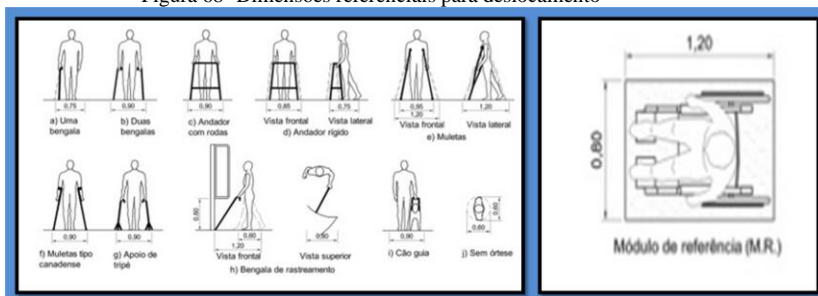 Figura 68- Dimensões referenciais para deslocamento
0,75
0,90
0,90
0,85
0,75
0,95
1,20
1,20
a) Uma
bengala
b) Duas
bengalas
c) Andador
com rodas
Vista frontal
Vista lateral
d) Andador rígido
Vista frontal
Vista lateral
e) Muletas
0,90
0,90
0,60
0,60
1,20
0,90
0,60
0,60
f) Muletas tipo
canadense
g) Apoio de
tripé
Vista frontal
Vista superior
h) Bengala de rastreamento
i) Cão guia
j) Sem órtese
1,20
0,80
Módulo de referência (M.R.)